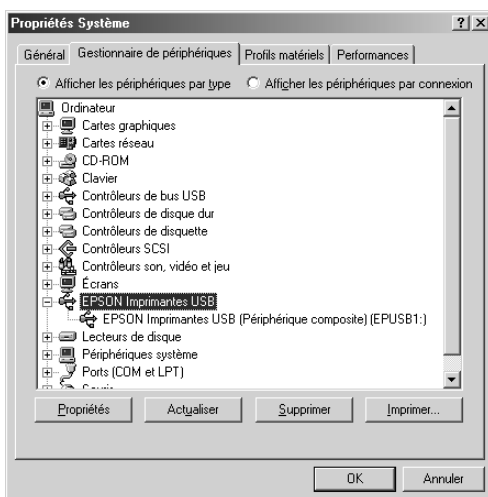 Propriétés Système
Général Gestionnaire de périphériques Profils matériels Performances
Afficher les périphériques par type Afficher les périphériques par connexion
Ordinateur
Cartes graphiques
Cartes réseau
CD-ROM
Clavier
Contrôleurs de bus USB
Contrôleurs de disque dur
Contrôleurs de disquette
Contrôleurs SCSI
Contrôleurs son, vidéo et jeu
Écrans
EPSON Imprimantes USB
EPSON Imprimantes USB (Périphérique composite) (EPUSB1:)
Lecteurs de disque
Périphériques système
Ports (COM et LPT)
Propriétés Actualiser Supprimer Imprimer...
OK Annuler